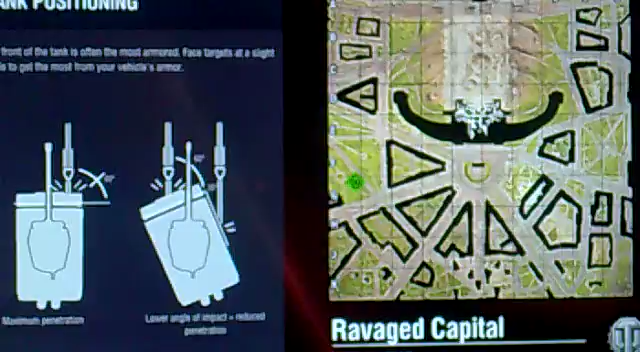 ANK POSITIONING
front of the tank is often the most armored. Face targets at a slight
to get the most from your vehicle's armor.
Maximum penetration
Lower angle of impact = reduced
penetration
Ravaged Capital